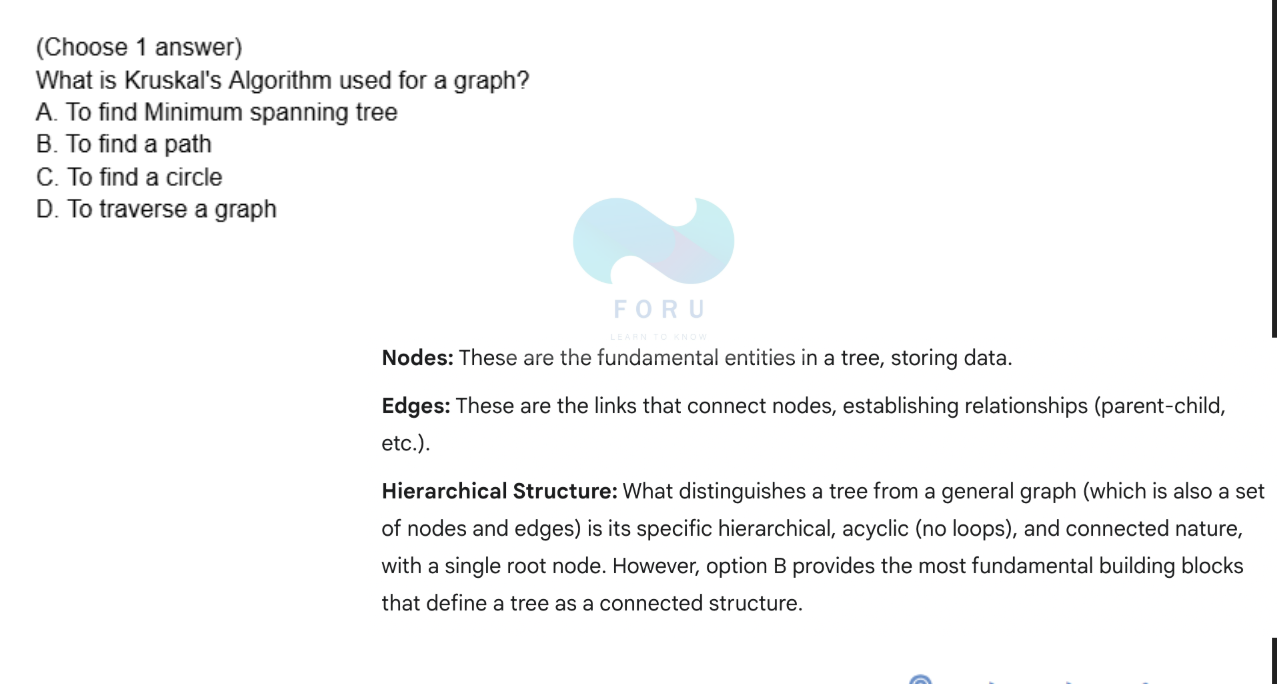 (Choose 1 answer)
What is Kruskal's Algorithm used for a graph?
A. To find Minimum spanning tree
B. To find a path
C. To find a circle
D. To traverse a graph
FORU
LEARN TO KNOW
Nodes: These are the fundamental entities in a tree, storing data.
Edges: These are the links that connect nodes, establishing relationships (parent-child,
etc.).
Hierarchical Structure: What distinguishes a tree from a general graph (which is also a set
of nodes and edges) is its specific hierarchical, acyclic (no loops), and connected nature,
with a single root node. However, option B provides the most fundamental building blocks
that define a tree as a connected structure.